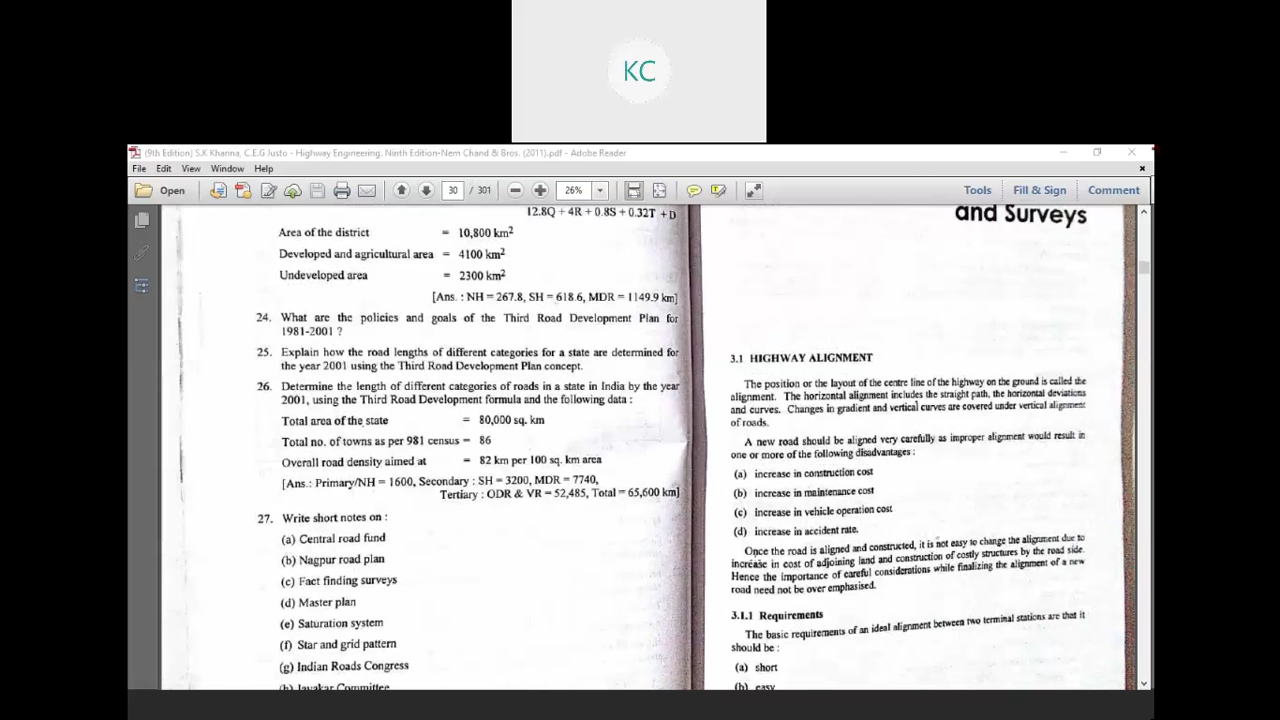 KC
(9th Edition) S.K Khanna, C.E.G Justo - Highway Engineering. Ninth Edition-Nem Chand & Bros. (2011).pdf - Adobe Reader
File Edit View Window Help
Open 30 / 301 26% Tools Fill & Sign Comment
12.8Q + 4R + 0.8S + 0.32T + D
Area of the district = 10,800 km²
Developed and agricultural area = 4100 km²
Undeveloped area = 2300 km²
[Ans. : NH = 267.8, SH = 618.6, MDR = 1149.9 km]
24. What are the policies and goals of the Third Road Development Plan for
1981-2001 ?
25. Explain how the road lengths of different categories for a state are determined for
the year 2001 using the Third Road Development Plan concept.
26. Determine the length of different categories of roads in a state in India by the year
2001, using the Third Road Development formula and the following data :
Total area of the state = 80,000 sq. km
Total no. of towns as per 981 census = 86
Overall road density aimed at = 82 km per 100 sq. km area
[Ans.: Primary/NH = 1600, Secondary : SH = 3200, MDR = 7740,
Tertiary : ODR & VR = 52,485, Total = 65,600 km]
27. Write short notes on :
(a) Central road fund
(b) Nagpur road plan
(c) Fact finding surveys
(d) Master plan
(e) Saturation system
(f) Star and grid pattern
(g) Indian Roads Congress
(h) Jayakar Committee
and Surveys
3.1 HIGHWAY ALIGNMENT
The position or the layout of the centre line of the highway on the ground is called the
alignment. The horizontal alignment includes the straight path, the horizontal deviations
and curves. Changes in gradient and vertical curves are covered under vertical alignment
of roads.
A new road should be aligned very carefully as improper alignment would result in
one or more of the following disadvantages :
(a) increase in construction cost
(b) increase in maintenance cost
(c) increase in vehicle operation cost
(d) increase in accident rate.
Once the road is aligned and constructed, it is not easy to change the alignment due to
increase in cost of adjoining land and construction of costly structures by the road side.
Hence the importance of careful considerations while finalizing the alignment of a new
road need not be over emphasised.
3.1.1 Requirements
The basic requirements of an ideal alignment between two terminal stations are that it
should be :
(a) short
(b) easy